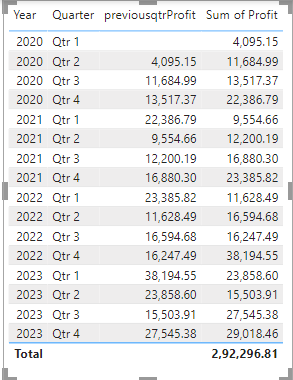 Year Quarter previousqtrProfit Sum of Profit
2020 Qtr 1 4,095.15
2020 Qtr 2 4,095.15 11,684.99
2020 Qtr 3 11,684.99 13,517.37
2020 Qtr 4 13,517.37 22,386.79
2021 Qtr 1 22,386.79 9,554.66
2021 Qtr 2 9,554.66 12,200.19
2021 Qtr 3 12,200.19 16,880.30
2021 Qtr 4 16,880.30 23,385.82
2022 Qtr 1 23,385.82 11,628.49
2022 Qtr 2 11,628.49 16,594.68
2022 Qtr 3 16,594.68 16,247.49
2022 Qtr 4 16,247.49 38,194.55
2023 Qtr 1 38,194.55 23,858.60
2023 Qtr 2 23,858.60 15,503.91
2023 Qtr 3 15,503.91 27,545.38
2023 Qtr 4 27,545.38 29,018.46
Total 2,92,296.81